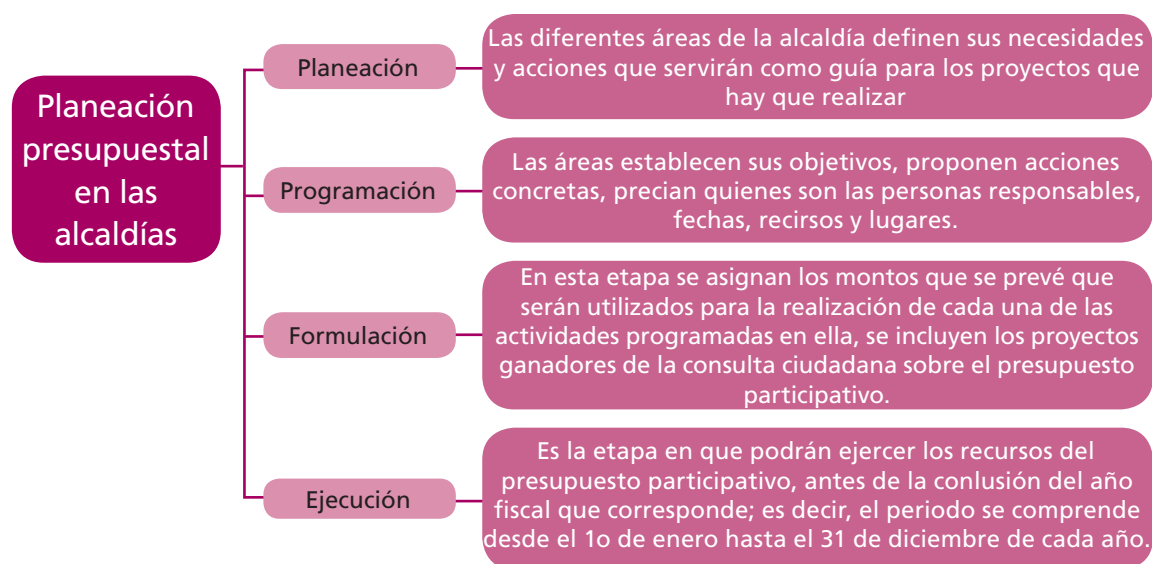 Planeación
presupuestal
en las
alcaldías
Planeación
Las diferentes áreas de la alcaldía definen sus necesidades
y acciones que servirán como guía para los proyectos que
hay que realizar
Programación
Las áreas establecen sus objetivos, proponen acciones
concretas, precian quienes son las personas responsables,
fechas, recirsos y lugares.
Formulación
En esta etapa se asignan los montos que se prevé que
serán utilizados para la realización de cada una de las
actividades programadas en ella, se incluyen los proyectos
ganadores de la consulta ciudadana sobre el presupuesto
participativo.
Ejecución
Es la etapa en que podrán ejercer los recursos del
presupuesto participativo, antes de la conlusión del año
fiscal que corresponde; es decir, el periodo se comprende
desde el 1o de enero hasta el 31 de diciembre de cada año.